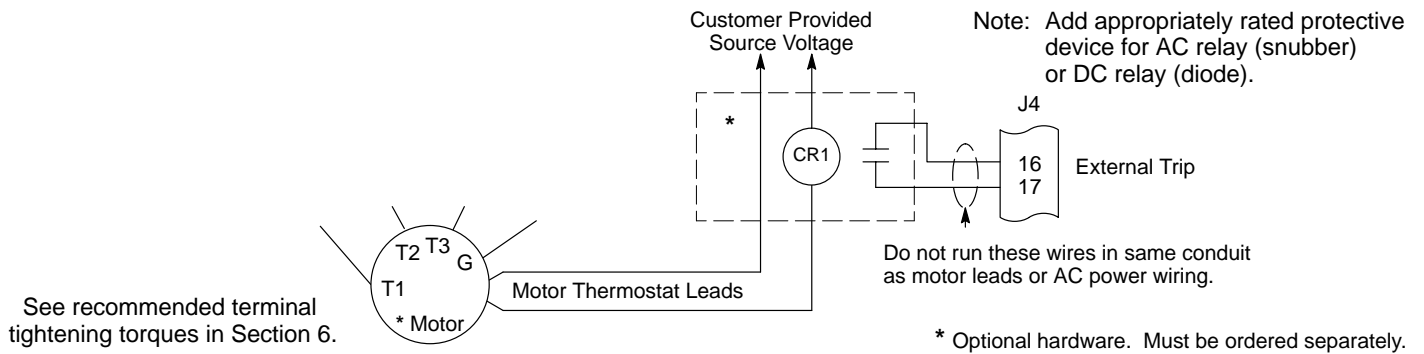 Customer Provided
Source Voltage
Note: Add appropriately rated protective
device for AC relay (snubber)
or DC relay (diode).
J4
*
CR1
16
17
External Trip
Do not run these wires in same conduit
as motor leads or AC power wiring.
T2 T3
G
T1
* Motor
Motor Thermostat Leads
See recommended terminal
tightening torques in Section 6.
* Optional hardware. Must be ordered separately.